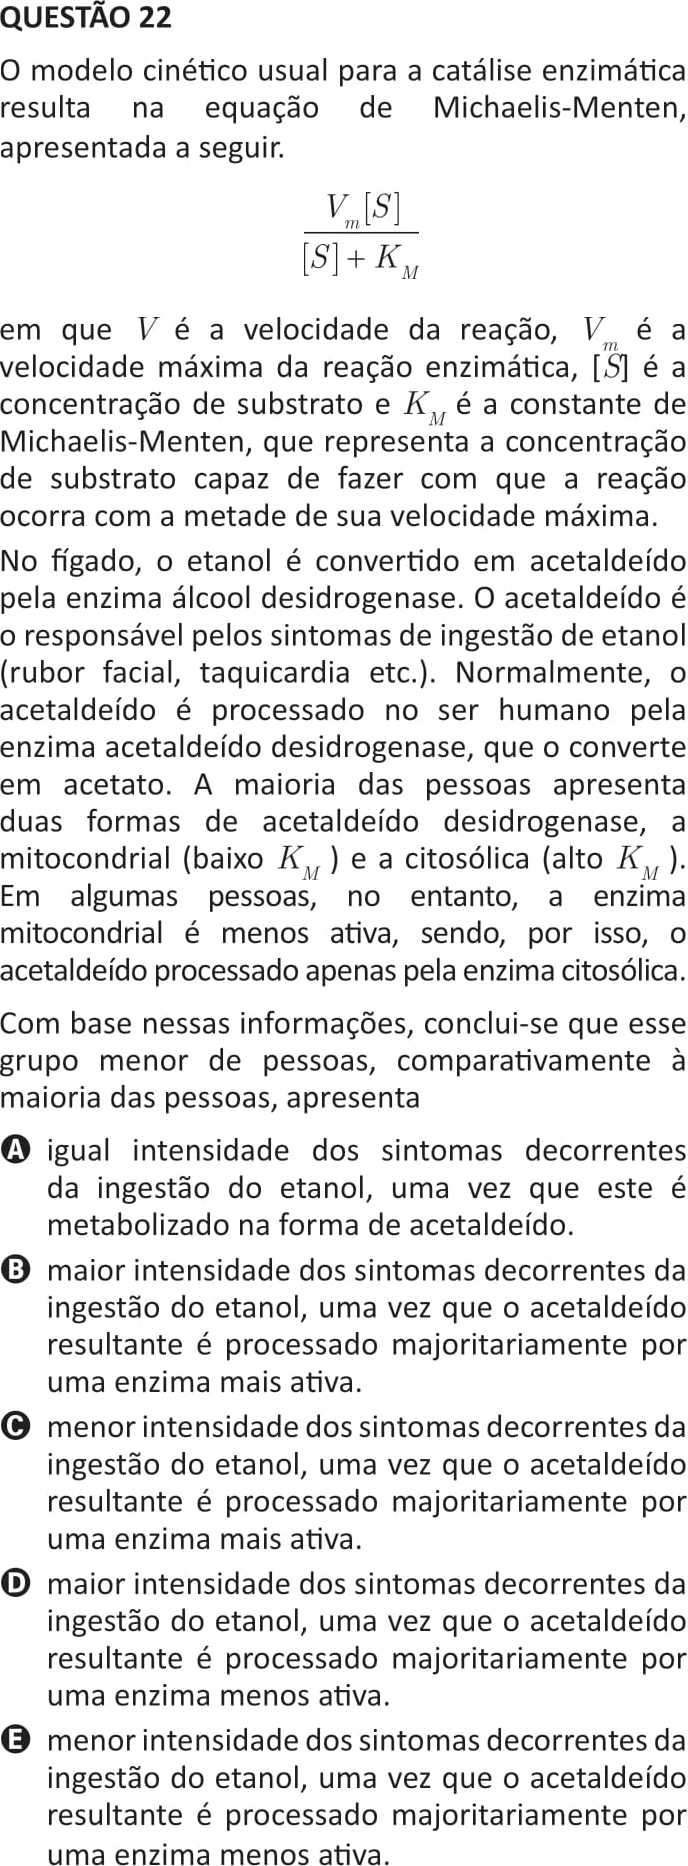 QUESTÃO 22
O modelo cinético usual para a catálise enzimática
resulta na equação de Michaelis-Menten,
apresentada a seguir.
V_m[S]
[S] + K_M
em que V é a velocidade da reação, V_m é a
velocidade máxima da reação enzimática, [S] é a
concentração de substrato e K_M é a constante de
Michaelis-Menten, que representa a concentração
de substrato capaz de fazer com que a reação
ocorra com a metade de sua velocidade máxima.
No fígado, o etanol é convertido em acetaldeído
pela enzima álcool desidrogenase. O acetaldeído é
o responsável pelos sintomas de ingestão de etanol
(rubor facial, taquicardia etc.). Normalmente, o
acetaldeído é processado no ser humano pela
enzima acetaldeído desidrogenase, que o converte
em acetato. A maioria das pessoas apresenta
duas formas de acetaldeído desidrogenase, a
mitocondrial (baixo K_M ) e a citosólica (alto K_M ).
Em algumas pessoas, no entanto, a enzima
mitocondrial é menos ativa, sendo, por isso, o
acetaldeído processado apenas pela enzima citosólica.
Com base nessas informações, conclui-se que esse
grupo menor de pessoas, comparativamente à
maioria das pessoas, apresenta
A igual intensidade dos sintomas decorrentes
da ingestão do etanol, uma vez que este é
metabolizado na forma de acetaldeído.
B maior intensidade dos sintomas decorrentes da
ingestão do etanol, uma vez que o acetaldeído
resultante é processado majoritariamente por
uma enzima mais ativa.
C menor intensidade dos sintomas decorrentes da
ingestão do etanol, uma vez que o acetaldeído
resultante é processado majoritariamente por
uma enzima mais ativa.
D maior intensidade dos sintomas decorrentes da
ingestão do etanol, uma vez que o acetaldeído
resultante é processado majoritariamente por
uma enzima menos ativa.
E menor intensidade dos sintomas decorrentes da
ingestão do etanol, uma vez que o acetaldeído
resultante é processado majoritariamente por
uma enzima menos ativa.